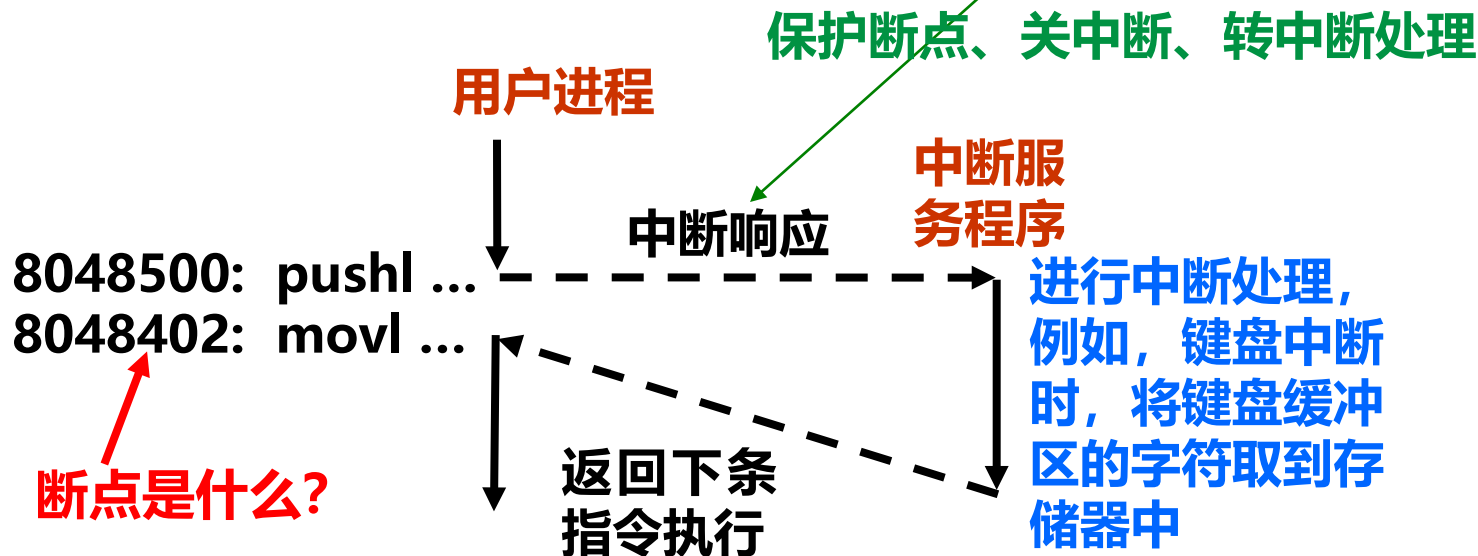 保护断点、关中断、转中断处理
用户进程
中断服
务程序
中断响应
8048500: pushl …
8048402: movl …
进行中断处理，
例如，键盘中断
时，将键盘缓冲
区的字符取到存
储器中
断点是什么？
返回下条
指令执行